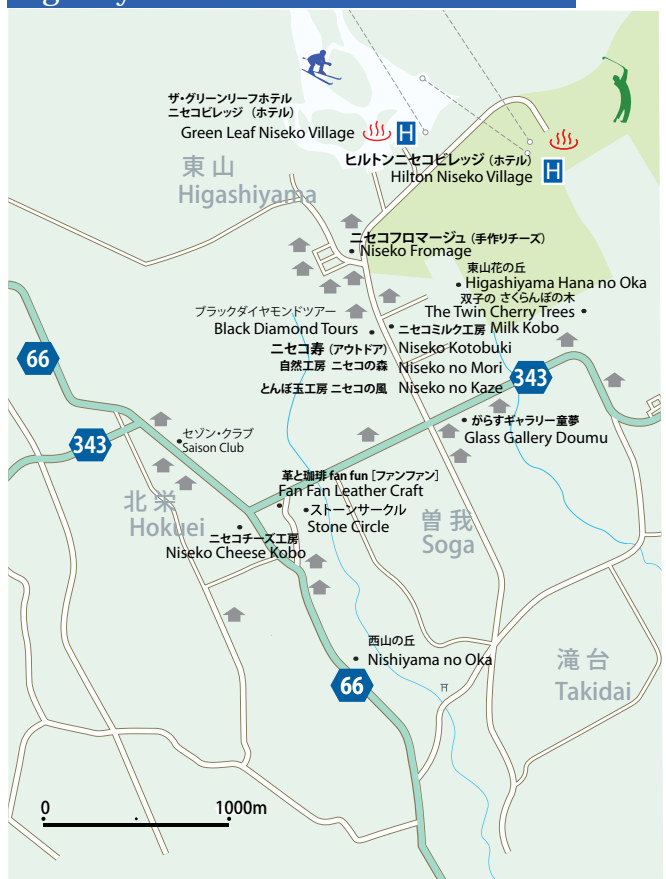 ザ・グリーンリーフホテル
ニセコビレッジ（ホテル）
Green Leaf Niseko Village
H
ヒルトンニセコビレッジ（ホテル）
Hilton Niseko Village
H
東山
Higashiyama
ニセコフロマージュ（手作りチーズ）
Niseko Fromage
東山花の丘
Higashiyama Hana no Oka
双子の さくらんぼの木
The Twin Cherry Trees
ブラックダイヤモンドツアー
Black Diamond Tours
ニセコミルク工房 Milk Kobo
ニセコ寿（アウトドア） Niseko Kotobuki
自然工房 ニセコの森 Niseko no Mori
とんぼ玉工房 ニセコの風 Niseko no Kaze
66
343
343
がらすギャラリー童夢
Glass Gallery Doumu
セゾン・クラブ
Saison Club
革と珈琲 fan fun［ファンファン］
Fan Fan Leather Craft
ストーンサークル
Stone Circle
北栄
Hokuei
曽我
Soga
ニセコチーズ工房
Niseko Cheese Kobo
西山の丘
Nishiyama no Oka
滝台
Takidai
66
0 1000m